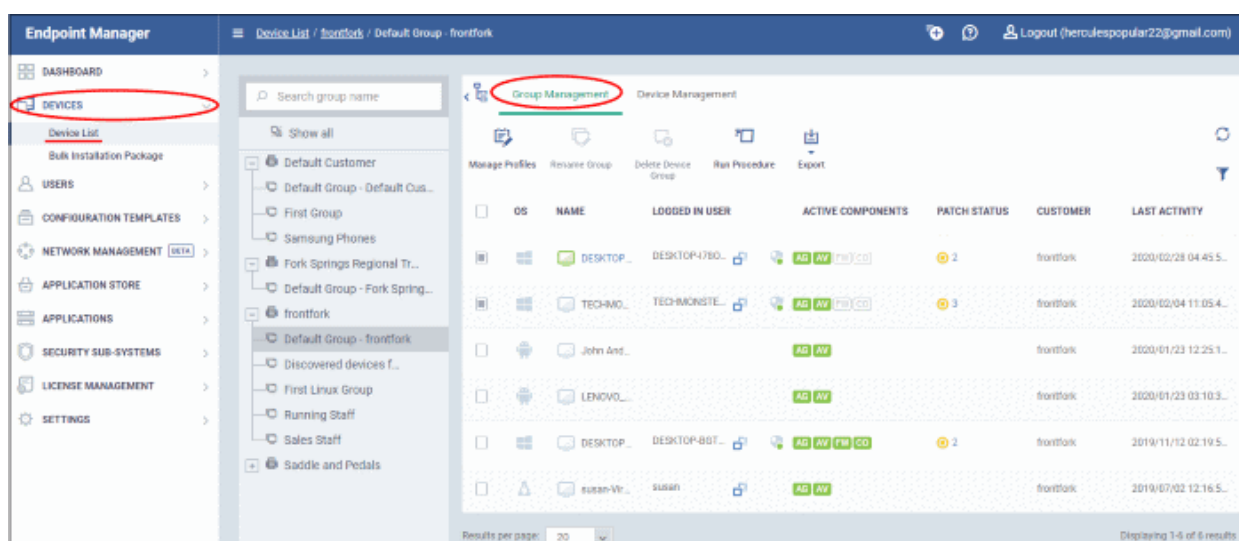 Endpoint Manager
Device List / frontfork / Default Group - frontfork
Logout (herculespopular22@gmail.com)
DASHBOARD
DEVICES
Device List
Bulk Installation Package
USERS
CONFIGURATION TEMPLATES
NETWORK MANAGEMENT BETA
APPLICATION STORE
APPLICATIONS
SECURITY SUB-SYSTEMS
LICENSE MANAGEMENT
SETTINGS
Search group name
Show all
Default Customer
Default Group - Default Cus...
First Group
Samsung Phones
Fork Springs Regional Tr...
Default Group - Fork Spring...
frontfork
Default Group - frontfork
Discovered devices f...
First Linux Group
Running Staff
Sales Staff
Saddle and Pedals
Group Management
Device Management
Manage Profiles
Rename Group
Delete Device Group
Run Procedure
Export
OS NAME LOGGED IN USER ACTIVE COMPONENTS PATCH STATUS CUSTOMER LAST ACTIVITY
DESKTOP... DESKTOP-I7BO... AG AV FW CO 2 frontfork 2020/02/28 04:45:5...
TECHMO... TECHMONSTE... AG AV FW CO 3 frontfork 2020/02/04 11:05:4...
John And... AG AV frontfork 2020/01/23 12:25:1...
LENOVO_... AG AV frontfork 2020/01/23 03:10:3...
DESKTOP... DESKTOP-BGT... AG AV FW CO 2 frontfork 2019/11/12 02:19:5...
susan-Vir... susan AG AV frontfork 2019/07/02 12:16:5...
Results per page: 20
Displaying 1-6 of 6 results